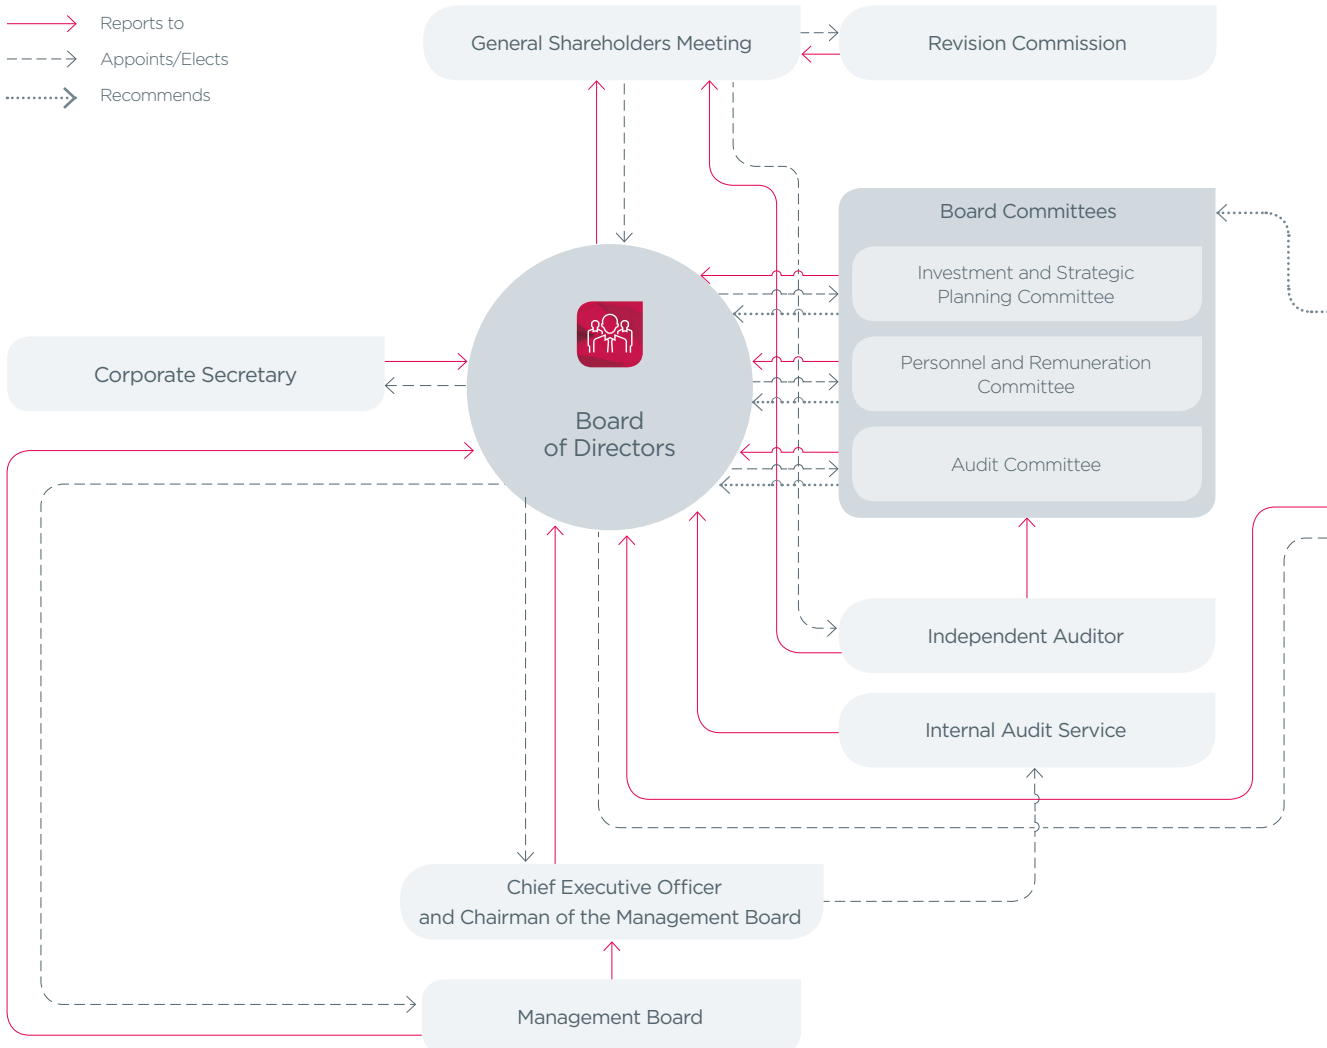 Reports to
Appoints/Elects
Recommends
General Shareholders Meeting
Revision Commission
Board Committees
Investment and Strategic
Planning Committee
Personnel and Remuneration
Committee
Audit Committee
Corporate Secretary
Board
of Directors
Independent Auditor
Internal Audit Service
Chief Executive Officer
and Chairman of the Management Board
Management Board